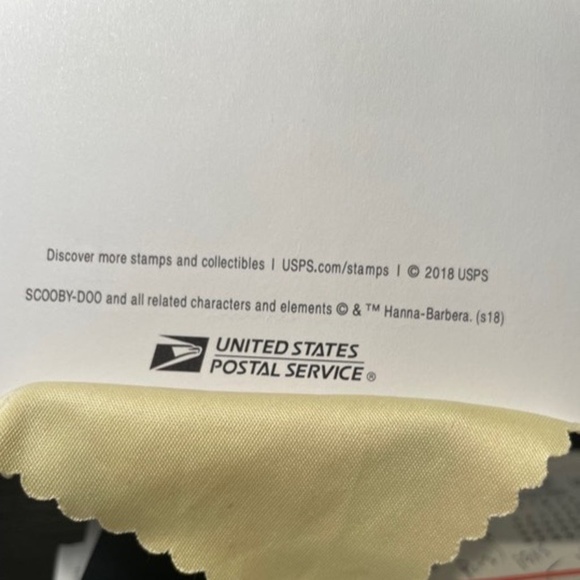 Discover more stamps and collectibles | USPS.com/stamps | © 2018 USPS
SCOOBY-DOO and all related characters and elements © & ™ Hanna-Barbera. (s18)
UNITED STATES
POSTAL SERVICE®